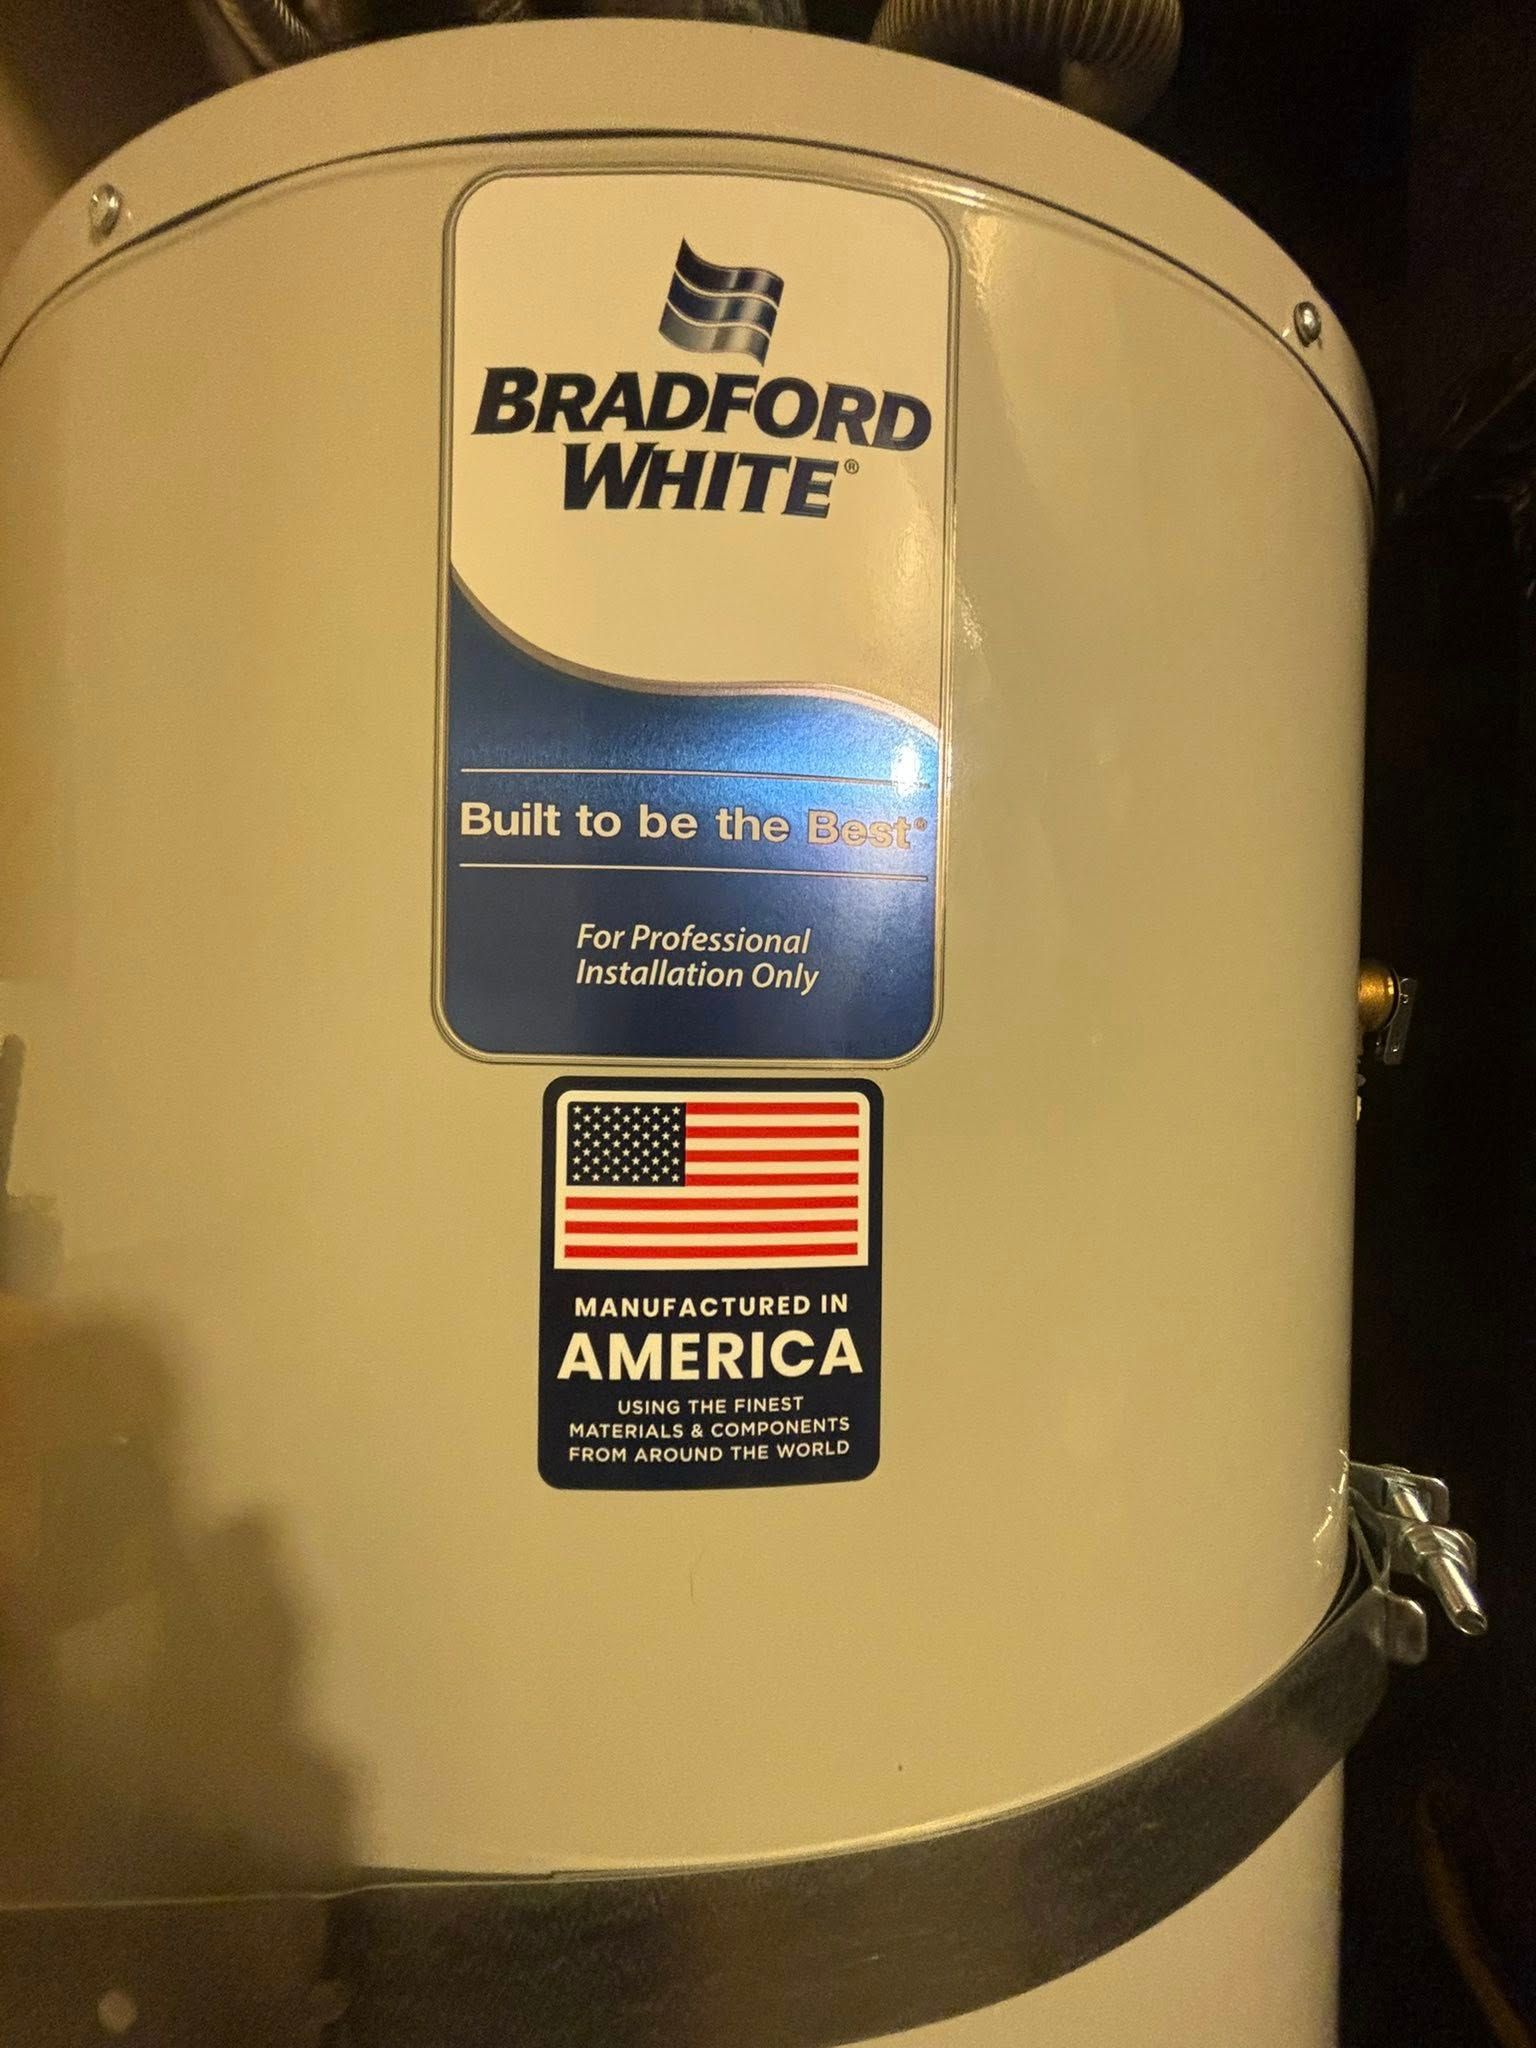 BRADFORD
WHITE®
Built to be the Best®
For Professional
Installation Only
MANUFACTURED IN
AMERICA
USING THE FINEST
MATERIALS & COMPONENTS
FROM AROUND THE WORLD